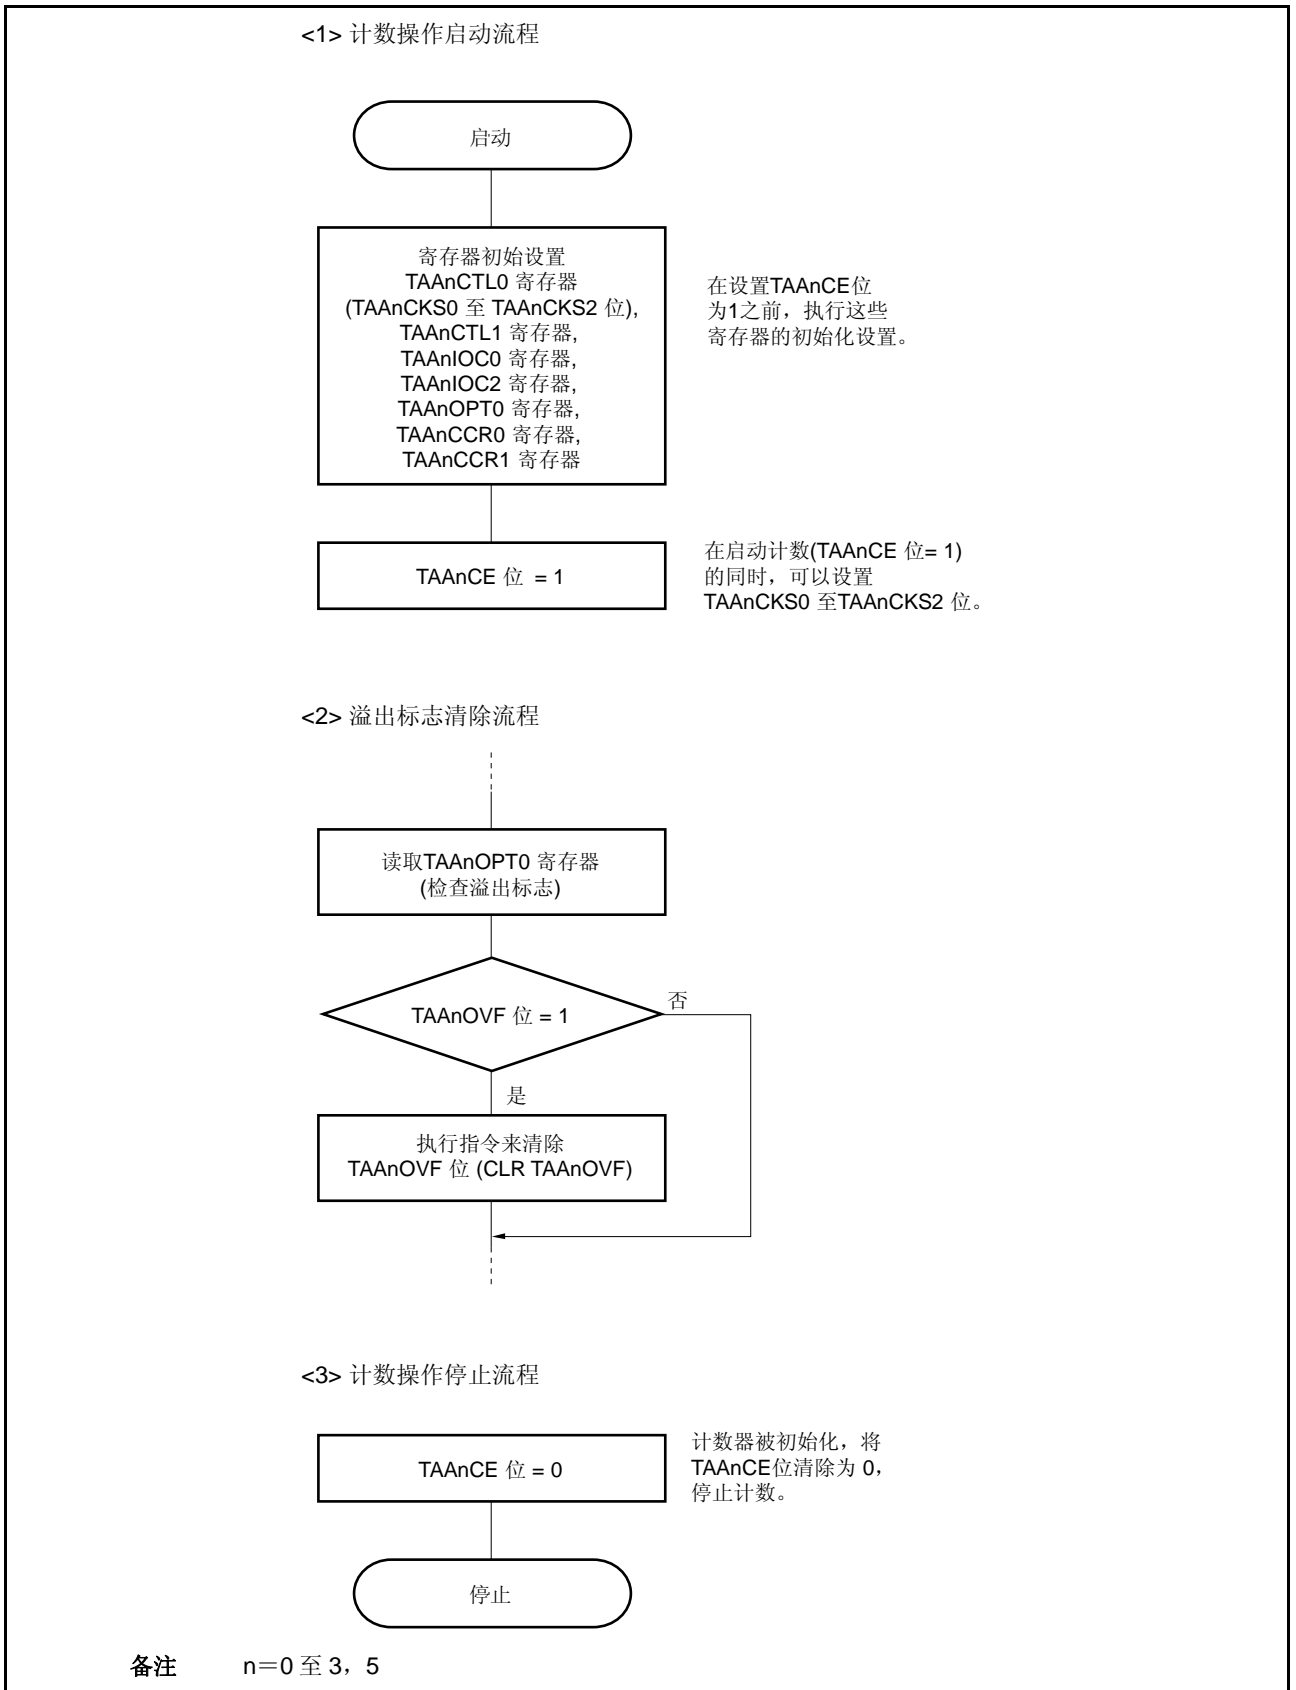 <1> 计数操作启动流程
启动
寄存器初始设置
TAAnCTL0 寄存器
(TAAnCKS0 至 TAAnCKS2 位),
TAAnCTL1 寄存器,
TAAnIOC0 寄存器,
TAAnIOC2 寄存器,
TAAnOPT0 寄存器,
TAAnCCR0 寄存器,
TAAnCCR1 寄存器
在设置TAAnCE位
为1之前，执行这些
寄存器的初始化设置。
TAAnCE 位 = 1
在启动计数(TAAnCE 位= 1)
的同时，可以设置
TAAnCKS0 至TAAnCKS2 位。
<2> 溢出标志清除流程
读取TAAnOPT0 寄存器
(检查溢出标志)
TAAnOVF 位 = 1
否
是
执行指令来清除
TAAnOVF 位 (CLR TAAnOVF)
<3> 计数操作停止流程
TAAnCE 位 = 0
计数器被初始化，将
TAAnCE位清除为 0，
停止计数。
停止
备注 n＝0 至 3，5